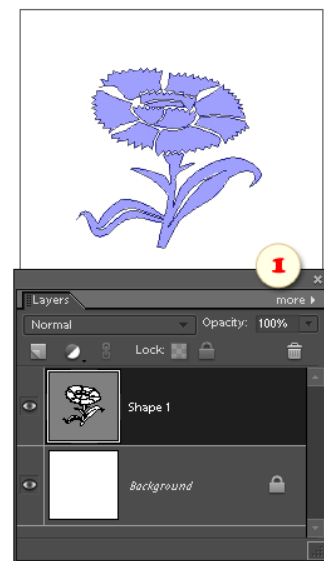 1
Layers more
Normal Opacity: 100%
Lock:
Shape 1
Background